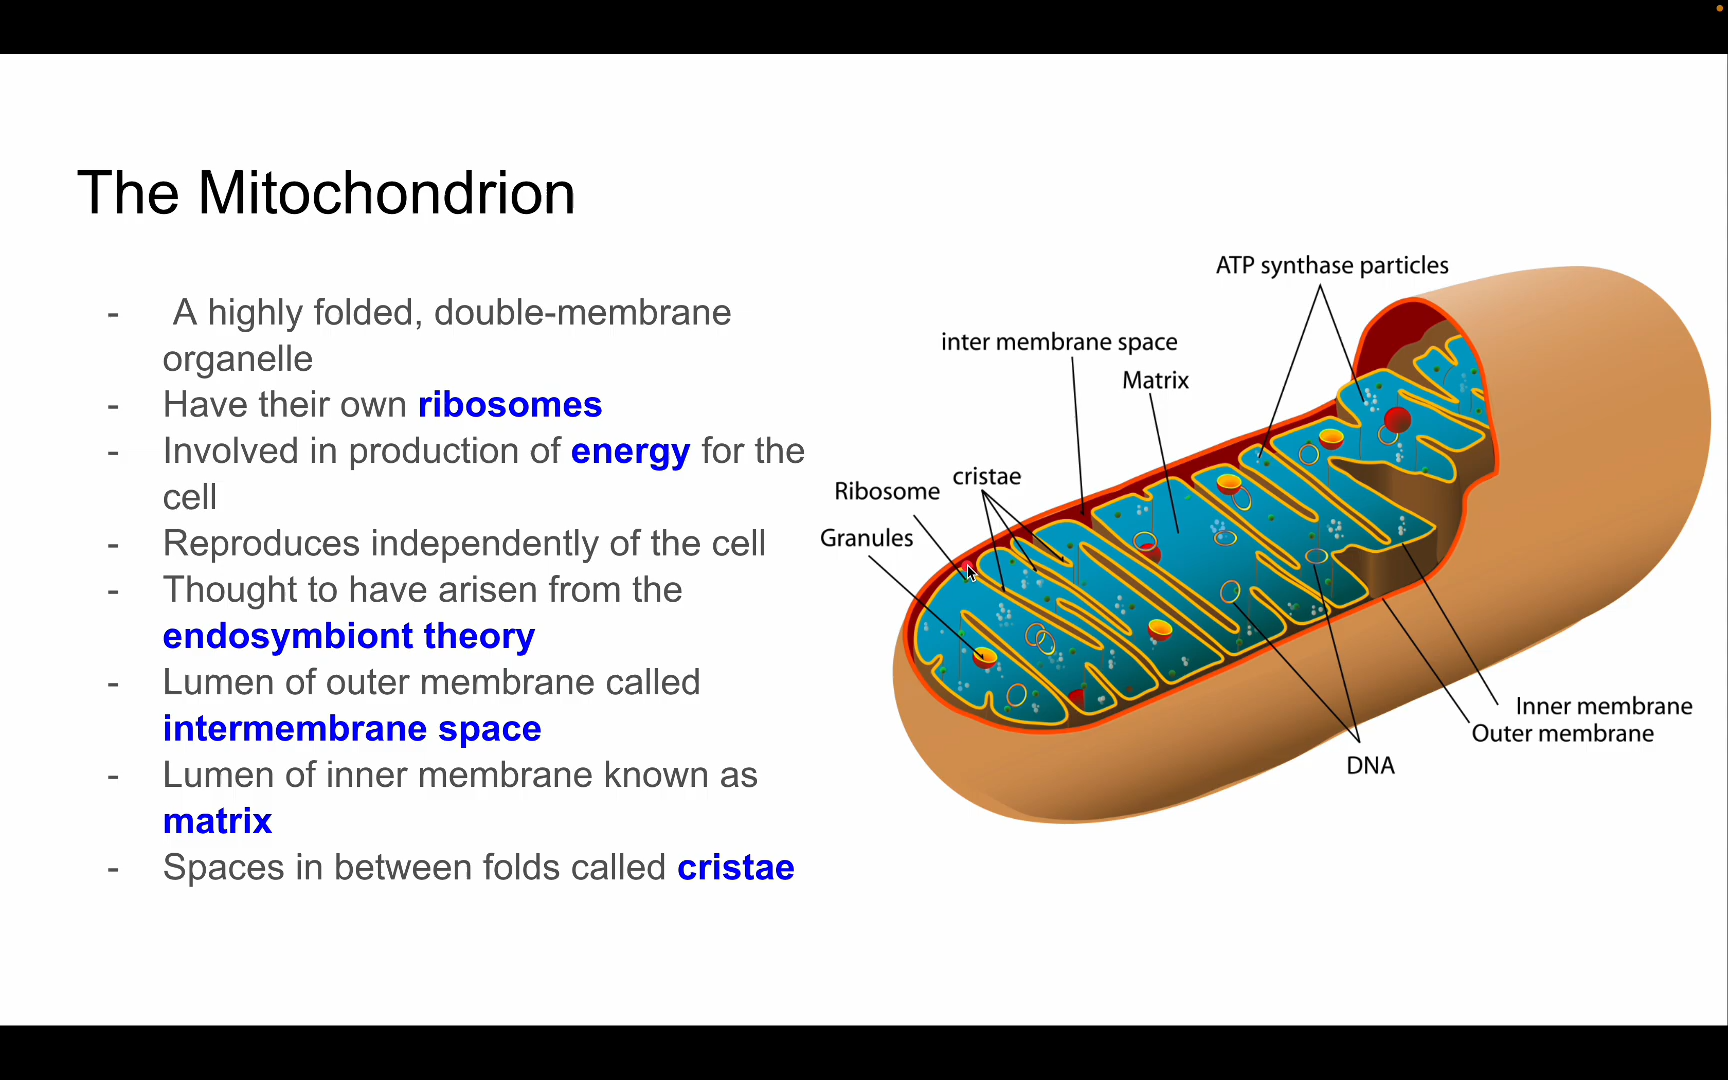 The Mitochondrion
- A highly folded, double-membrane
organelle
- Have their own ribosomes
- Involved in production of energy for the
cell
- Reproduces independently of the cell
- Thought to have arisen from the
endosymbiont theory
- Lumen of outer membrane called
intermembrane space
- Lumen of inner membrane known as
matrix
- Spaces in between folds called cristae
ATP synthase particles
inter membrane space
Matrix
cristae
Ribosome
Granules
Inner membrane
Outer membrane
DNA